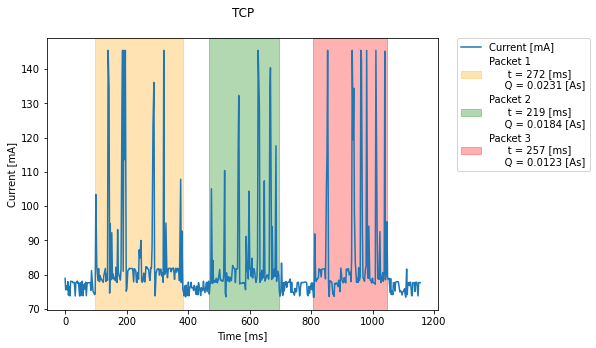 TCP
Current [mA]
140
130
120
110
100
90
80
70
0
200
400
600
800
1000
1200
Time [ms]
Current [mA]
Packet 1
t = 272 [ms]
Q = 0.0231 [As]
Packet 2
t = 219 [ms]
Q = 0.0184 [As]
Packet 3
t = 257 [ms]
Q = 0.0123 [As]